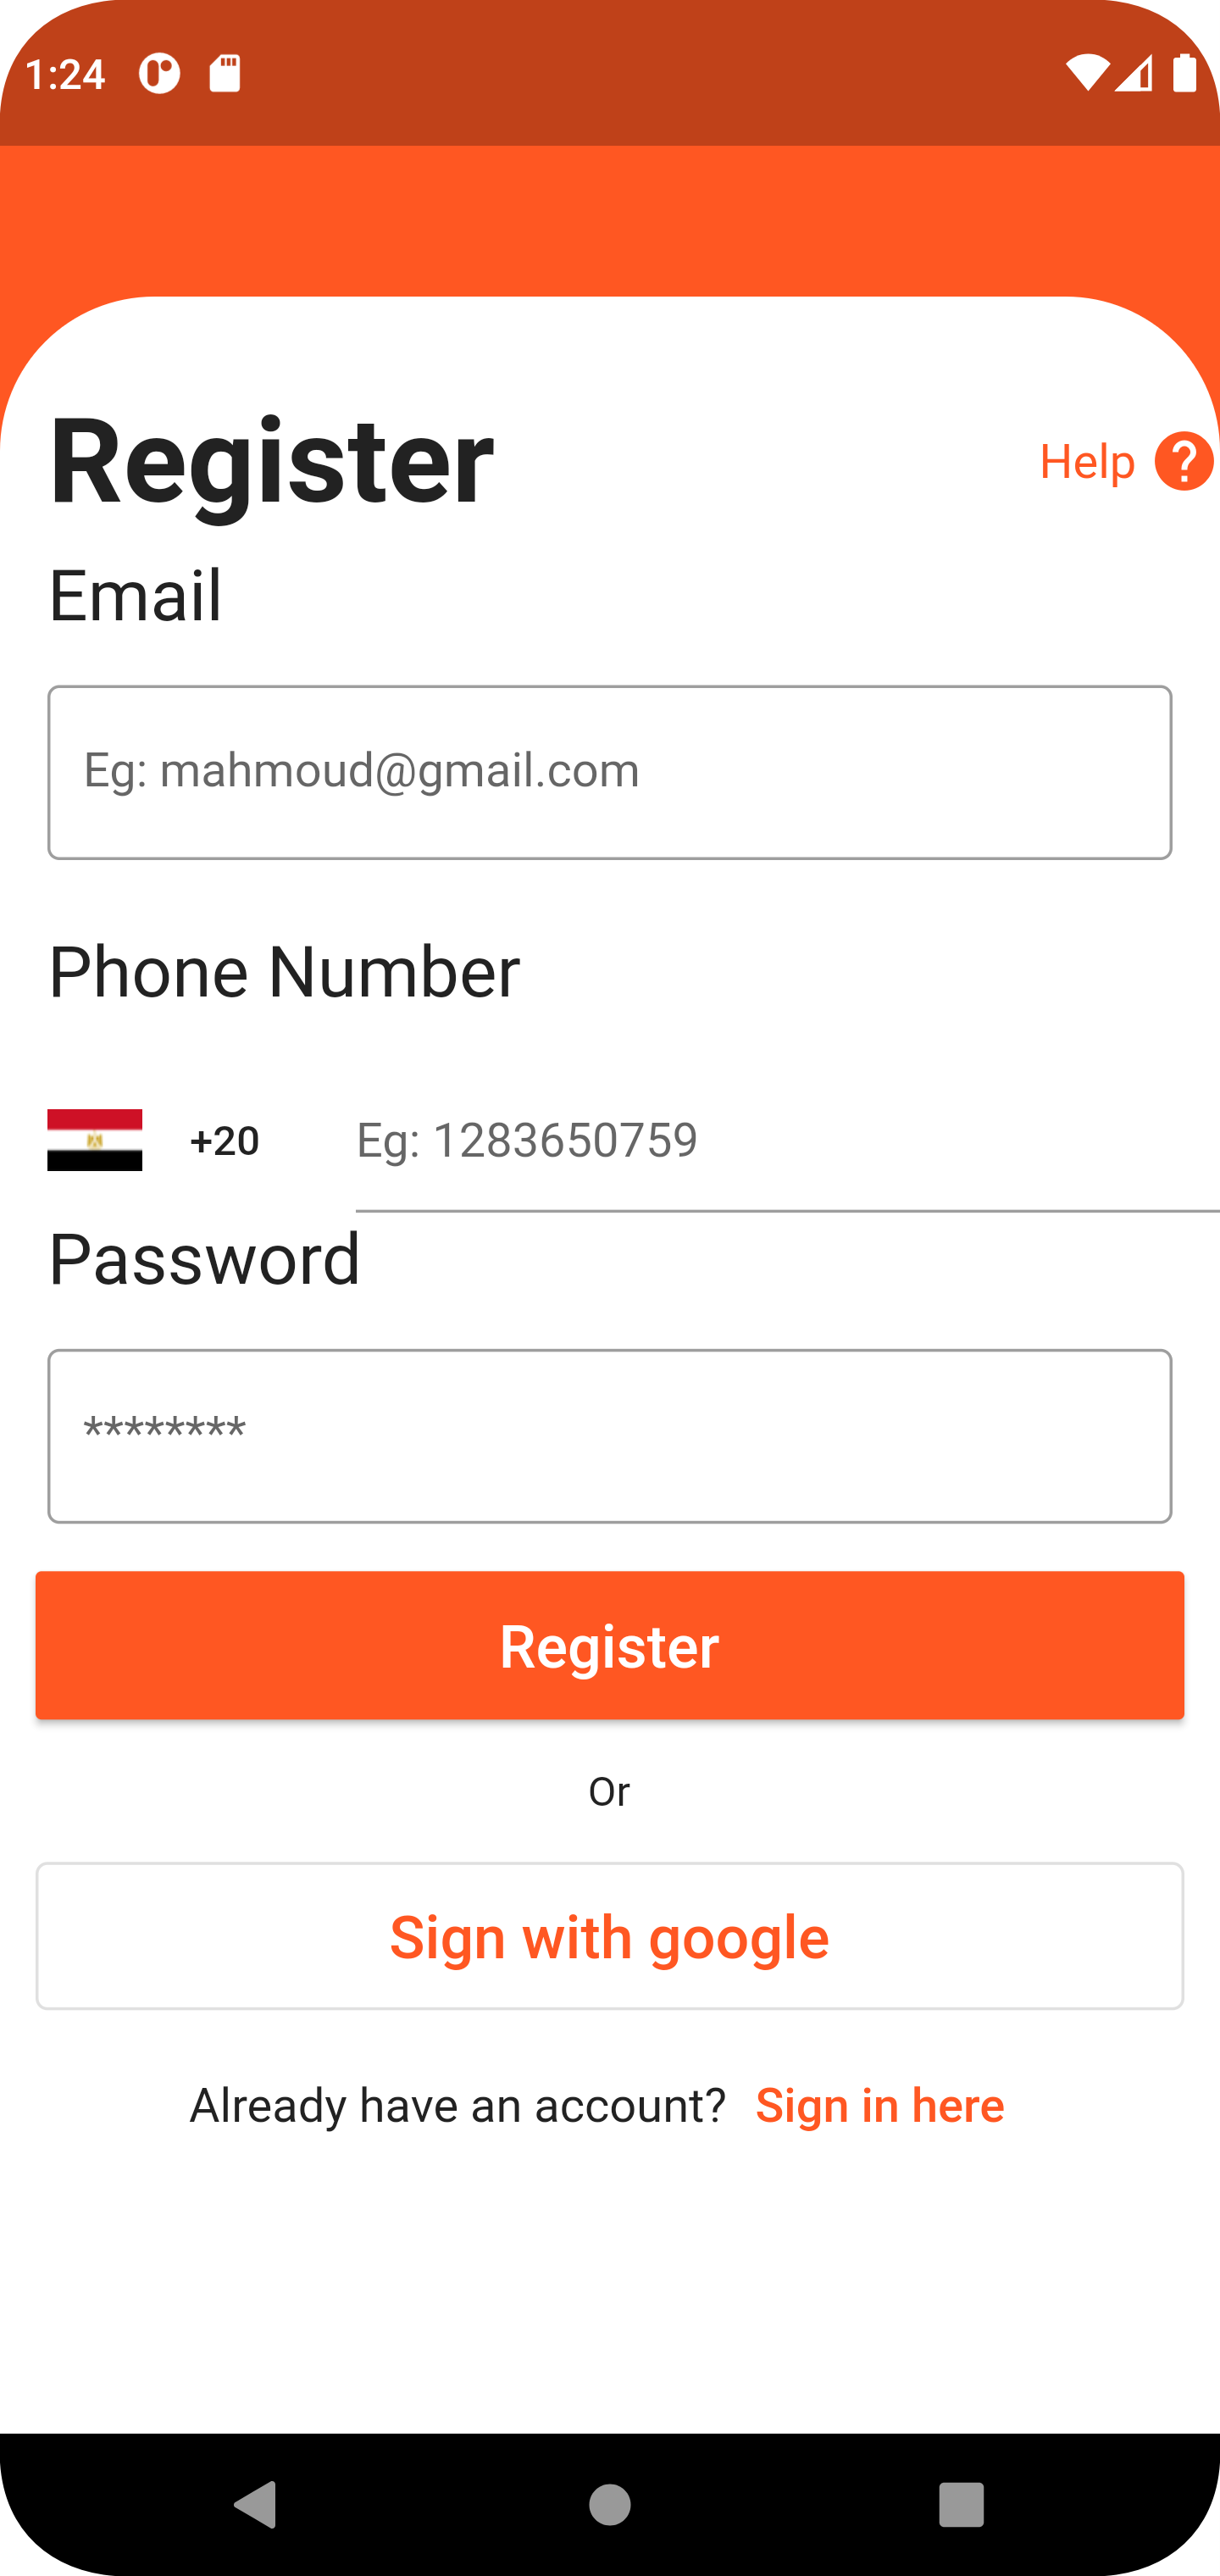 1:24
Register
Help ?
Email
Eg: mahmoud@gmail.com
Phone Number
+20 Eg: 1283650759
Password
********
Register
Or
Sign with google
Already have an account? Sign in here